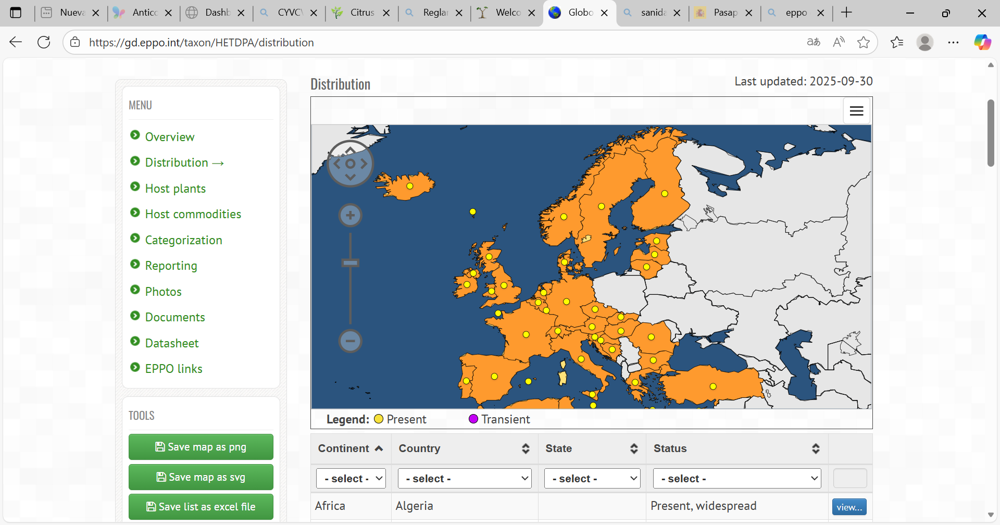 Nueva
Antico
Dashb
CYVC
Citrus
Reglar
Welco
Globo
sanida
Pasap
eppo
https://gd.eppo.int/taxon/HETDPA/distribution
MENU
Overview
Distribution →
Host plants
Host commodities
Categorization
Reporting
Photos
Documents
Datasheet
EPPO links
TOOLS
Save map as png
Save map as svg
Save list as excel file
Distribution
Last updated: 2025-09-30
Legend: Present Transient
Continent Country State Status
- select - - select - - select - - select -
Africa Algeria Present, widespread view...